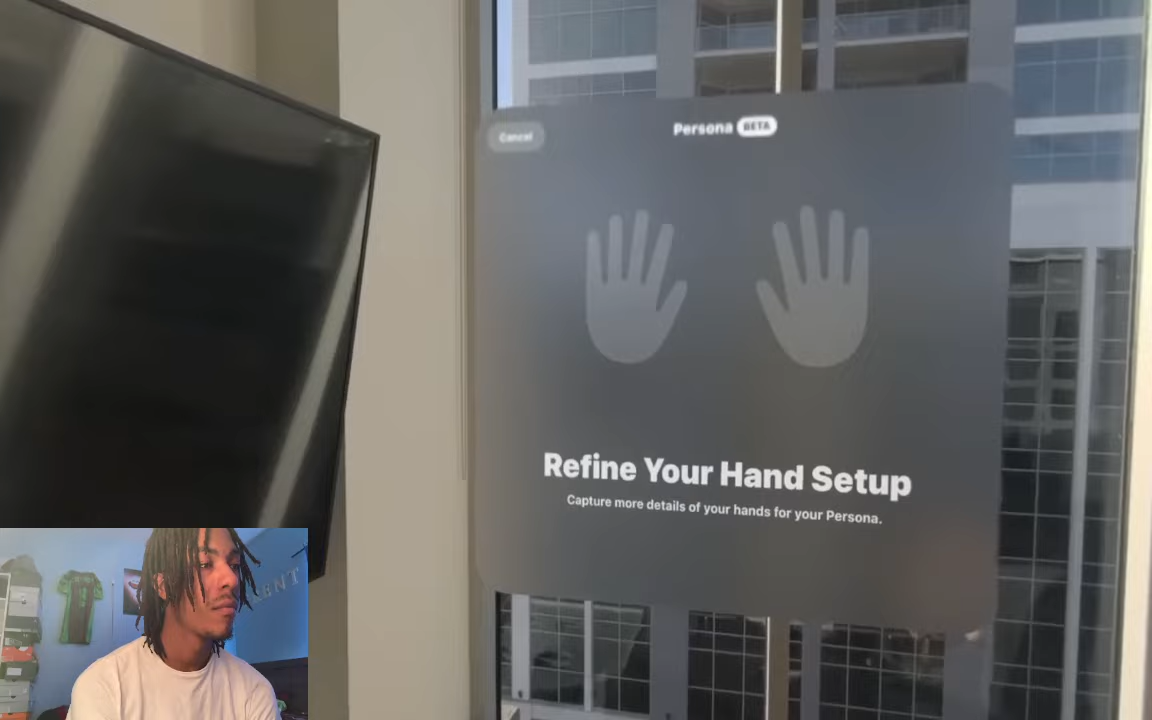 Cancel
Persona BETA
Refine Your Hand Setup
Capture more details of your hands for your Persona.